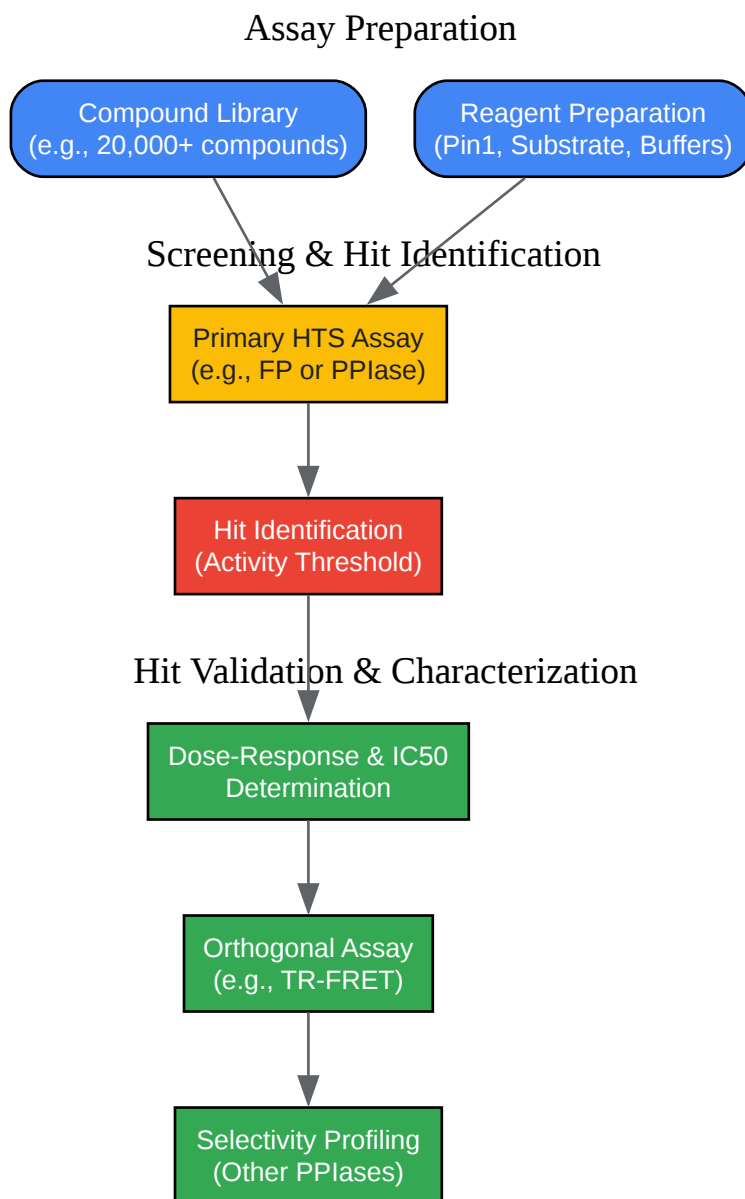 Assay Preparation
Compound Library
(e.g., 20,000+ compounds)
Reagent Preparation
(Pin1, Substrate, Buffers)
Screening & Hit Identification
Primary HTS Assay
(e.g., FP or PPIase)
Hit Identification
(Activity Threshold)
Hit Validation & Characterization
Dose-Response & IC50
Determination
Orthogonal Assay
(e.g., TR-FRET)
Selectivity Profiling
(Other PPIases)